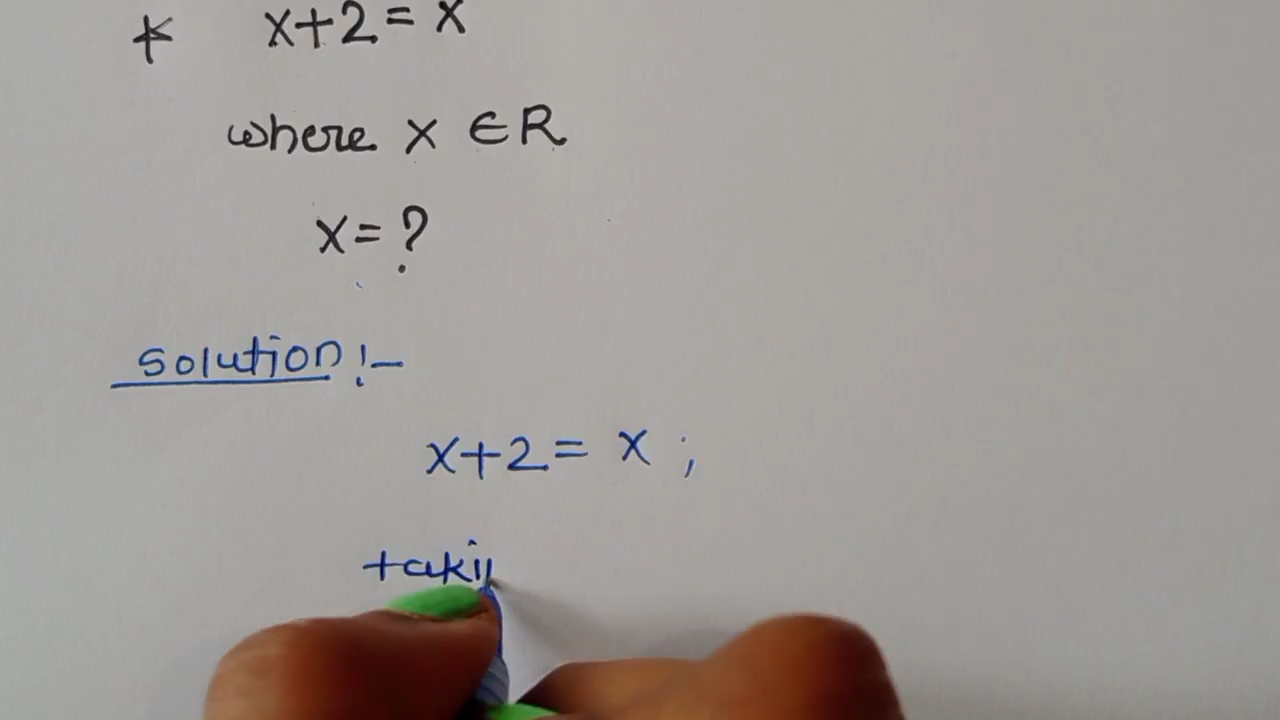 * x+2 = x
where x ∈R
x = ?
Solution :-
x+2 = x ;